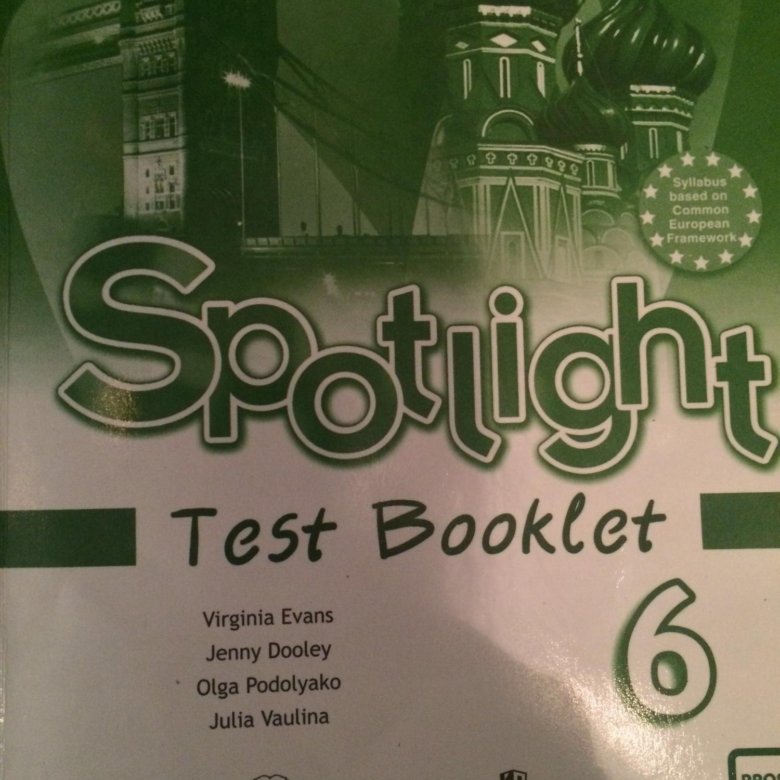 Syllabus
based on
Common
European
Framework
Spotlight
Test Booklet
6
Virginia Evans
Jenny Dooley
Olga Podolyako
Julia Vaulina